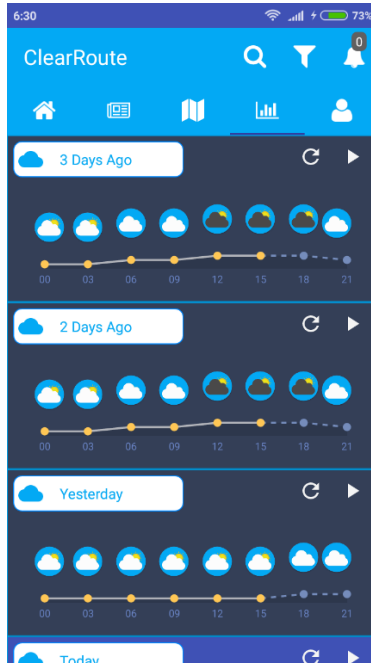 6:30 73%
ClearRoute 0
3 Days Ago
00 03 06 09 12 15 18 21
2 Days Ago
00 03 06 09 12 15 18 21
Yesterday
00 03 06 09 12 15 18 21
Today